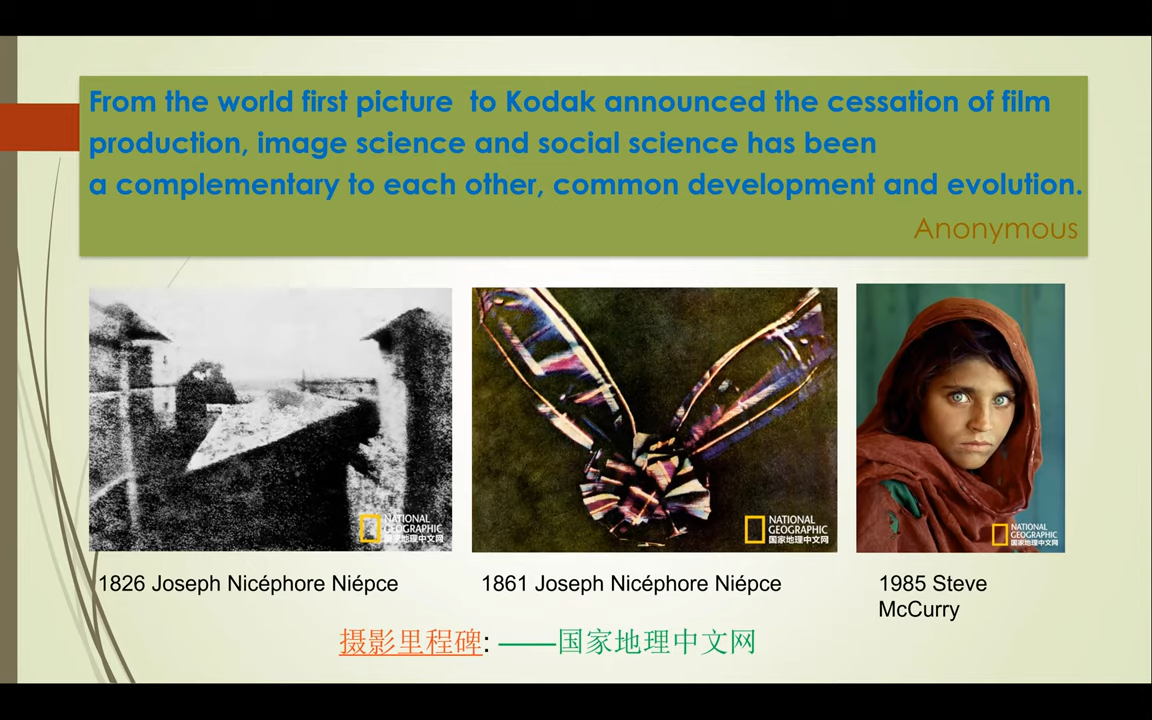 From the world first picture to Kodak announced the cessation of film
production, image science and social science has been
a complementary to each other, common development and evolution.
Anonymous
NATIONAL
GEOGRAPHIC
国家地理中文网
NATIONAL
GEOGRAPHIC
国家地理中文网
NATIONAL
GEOGRAPHIC
国家地理中文网
1826 Joseph Nicéphore Niépce
1861 Joseph Nicéphore Niépce
1985 Steve
McCurry
摄影里程碑: ——国家地理中文网